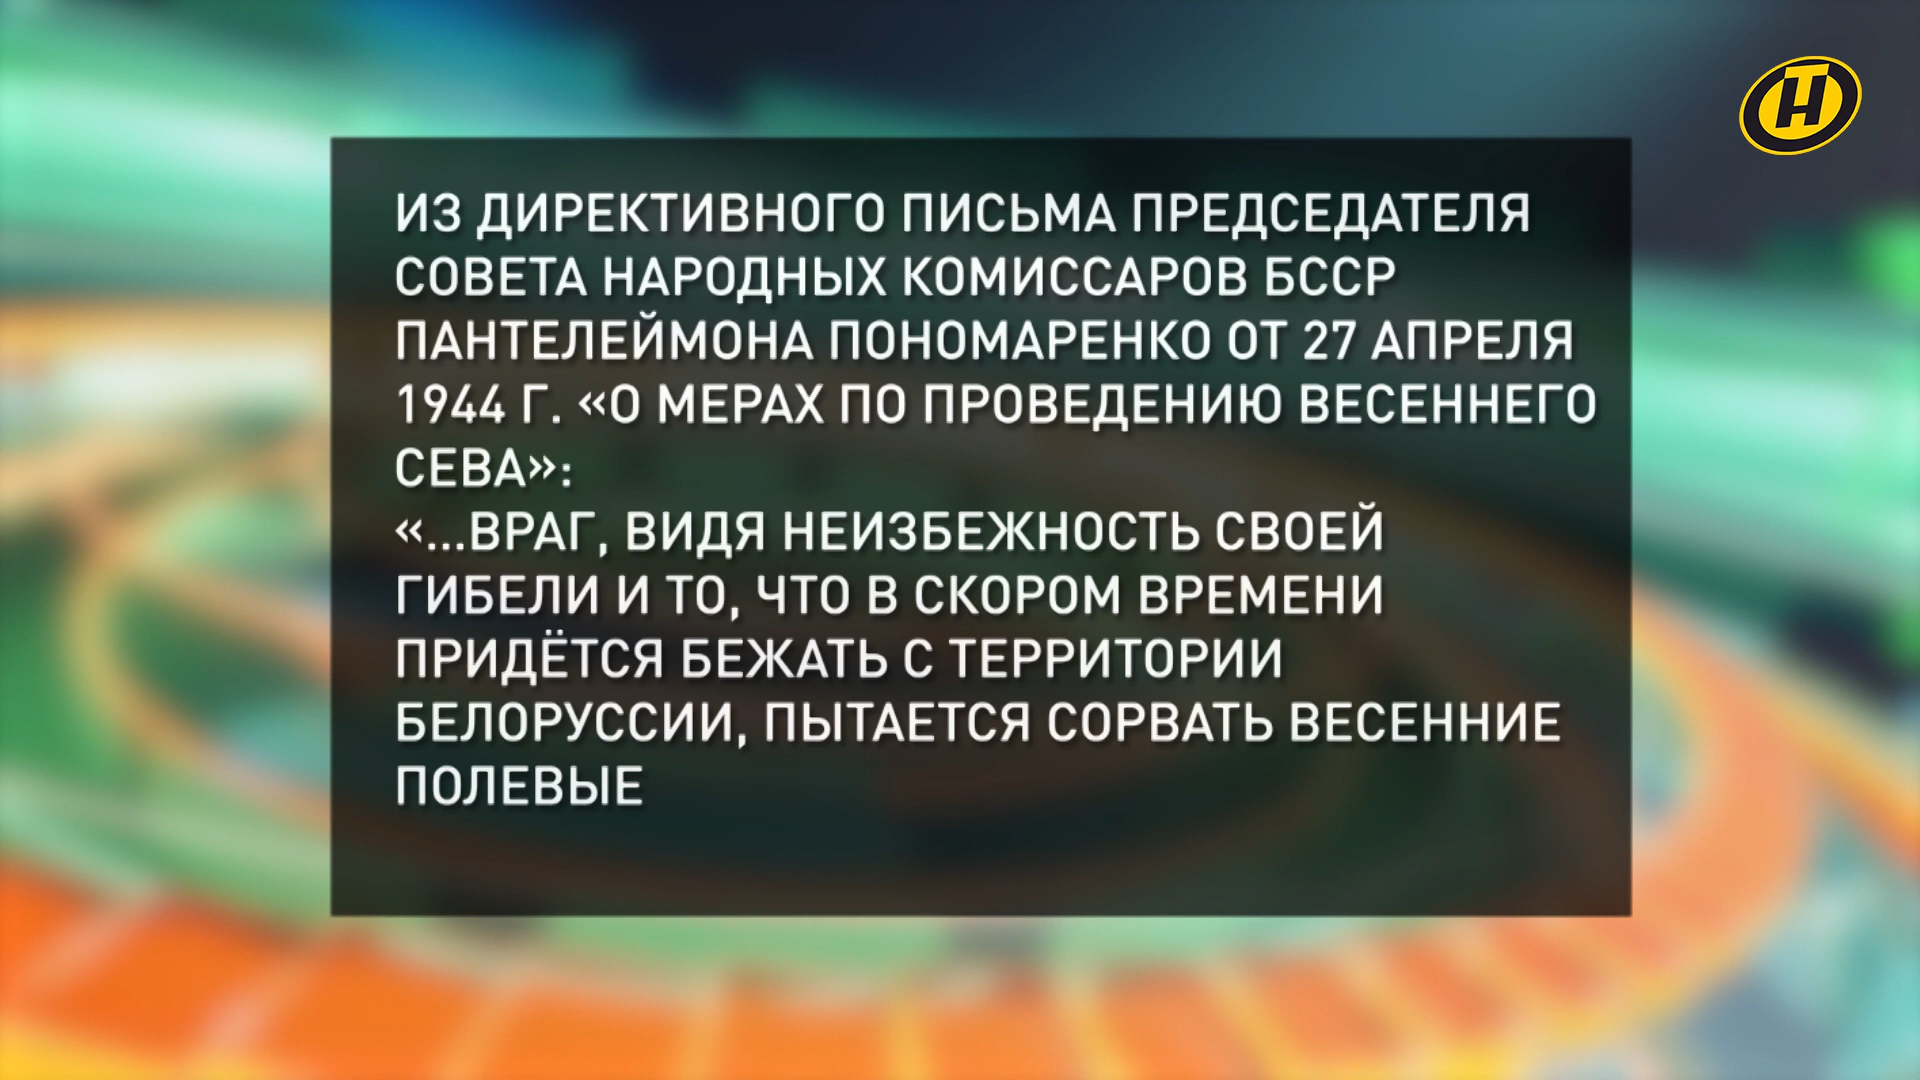 ИЗ ДИРЕКТИВНОГО ПИСЬМА ПРЕДСЕДАТЕЛЯ
СОВЕТА НАРОДНЫХ КОМИССАРОВ БССР
ПАНТЕЛЕЙМОНА ПОНОМАРЕНКО ОТ 27 АПРЕЛЯ
1944 Г. «О МЕРАХ ПО ПРОВЕДЕНИЮ ВЕСЕННЕГО
СЕВА»:
«...ВРАГ, ВИДЯ НЕИЗБЕЖНОСТЬ СВОЕЙ
ГИБЕЛИ И ТО, ЧТО В СКОРОМ ВРЕМЕНИ
ПРИДЁТСЯ БЕЖАТЬ С ТЕРРИТОРИИ
БЕЛОРУССИИ, ПЫТАЕТСЯ СОРВАТЬ ВЕСЕННИЕ
ПОЛЕВЫЕ
ТН